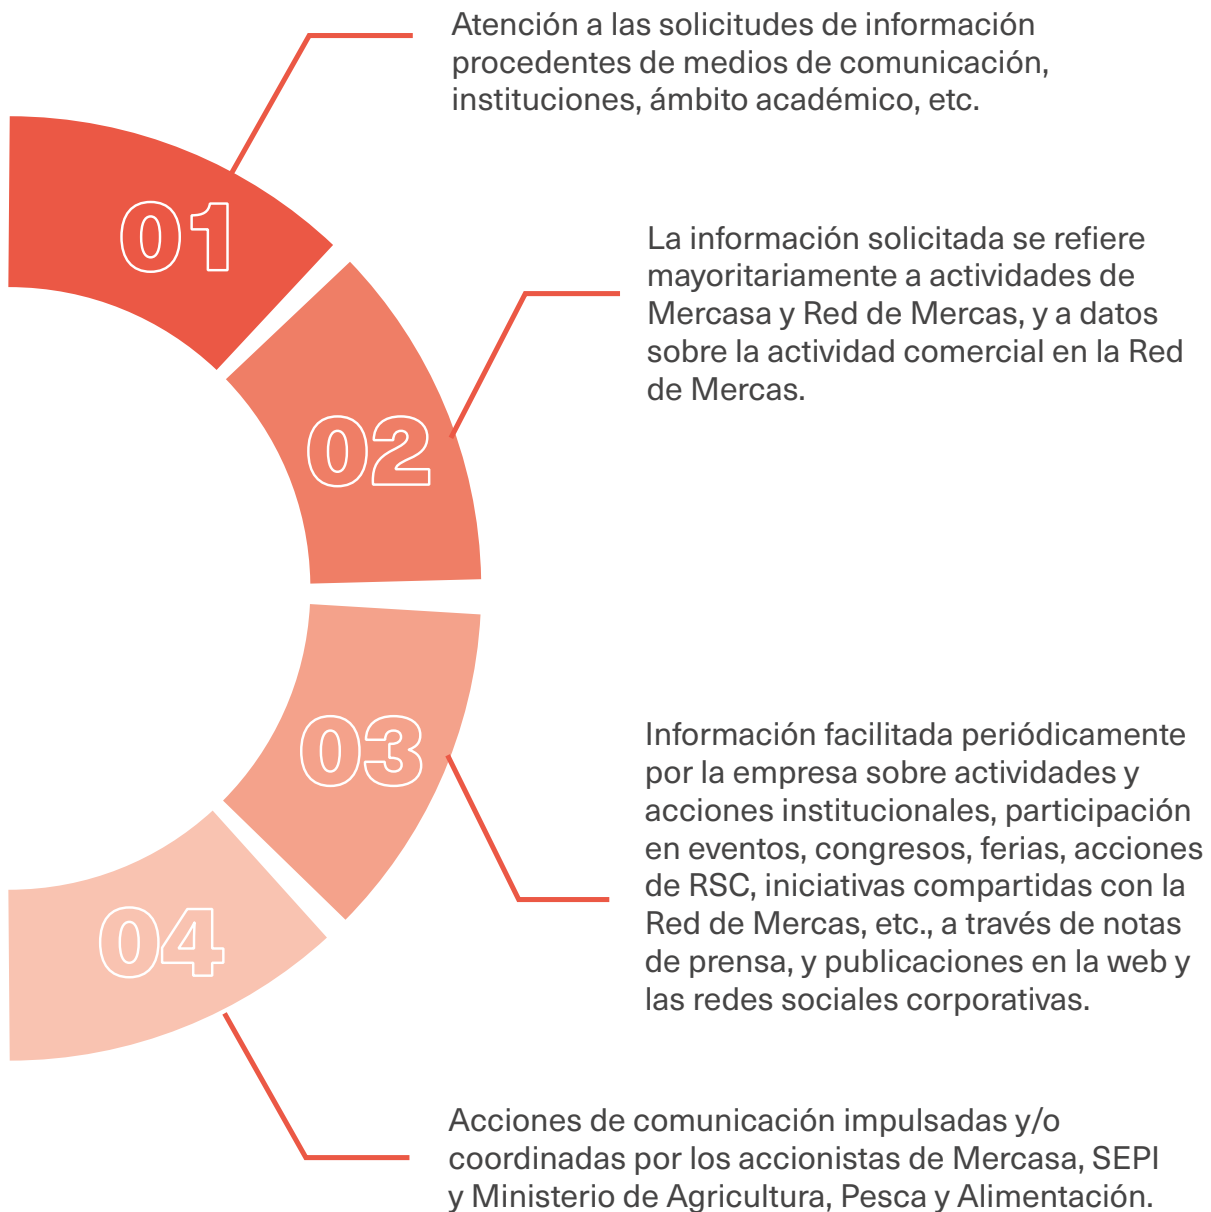 Atención a las solicitudes de información
procedentes de medios de comunicación,
instituciones, ámbito académico, etc.
01
La información solicitada se refiere
mayoritariamente a actividades de
Mercasa y Red de Mercas, y a datos
sobre la actividad comercial en la Red
de Mercas.
02
Información facilitada periódicamente
por la empresa sobre actividades y
acciones institucionales, participación
en eventos, congresos, ferias, acciones
de RSC, iniciativas compartidas con la
Red de Mercas, etc., a través de notas
de prensa, y publicaciones en la web y
las redes sociales corporativas.
03
04
Acciones de comunicación impulsadas y/o
coordinadas por los accionistas de Mercasa, SEPI
y Ministerio de Agricultura, Pesca y Alimentación.